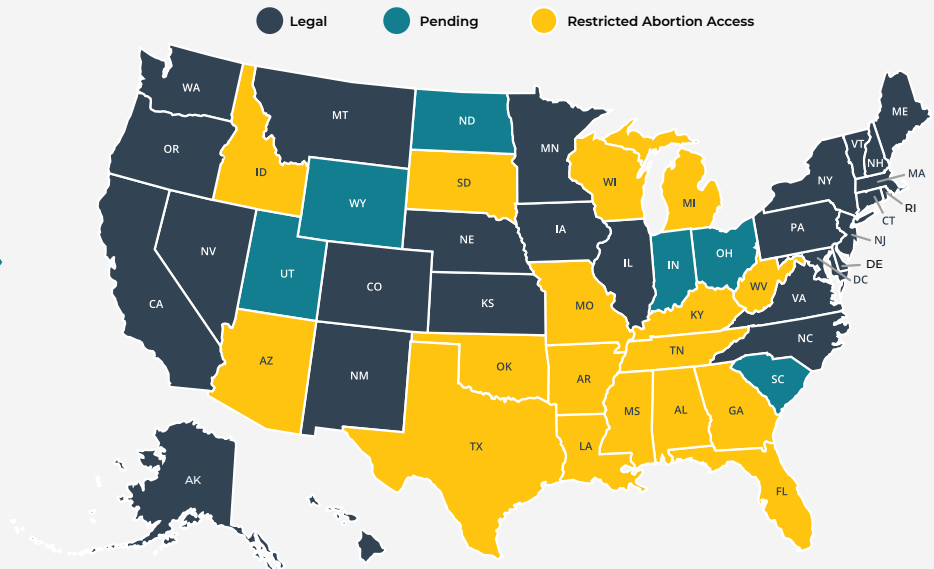 Legal
Pending
Restricted Abortion Access
WA
MT
ND
MN
ME
OR
ID
SD
WI
MI
VT
NH
NY
MA
RI
CT
WY
NE
IA
PA
NJ
NV
UT
CO
IL
IN
OH
DE
DC
CA
KS
MO
WV
VA
KY
NC
AZ
NM
OK
AR
TN
SC
MS
AL
GA
TX
LA
AK
FL